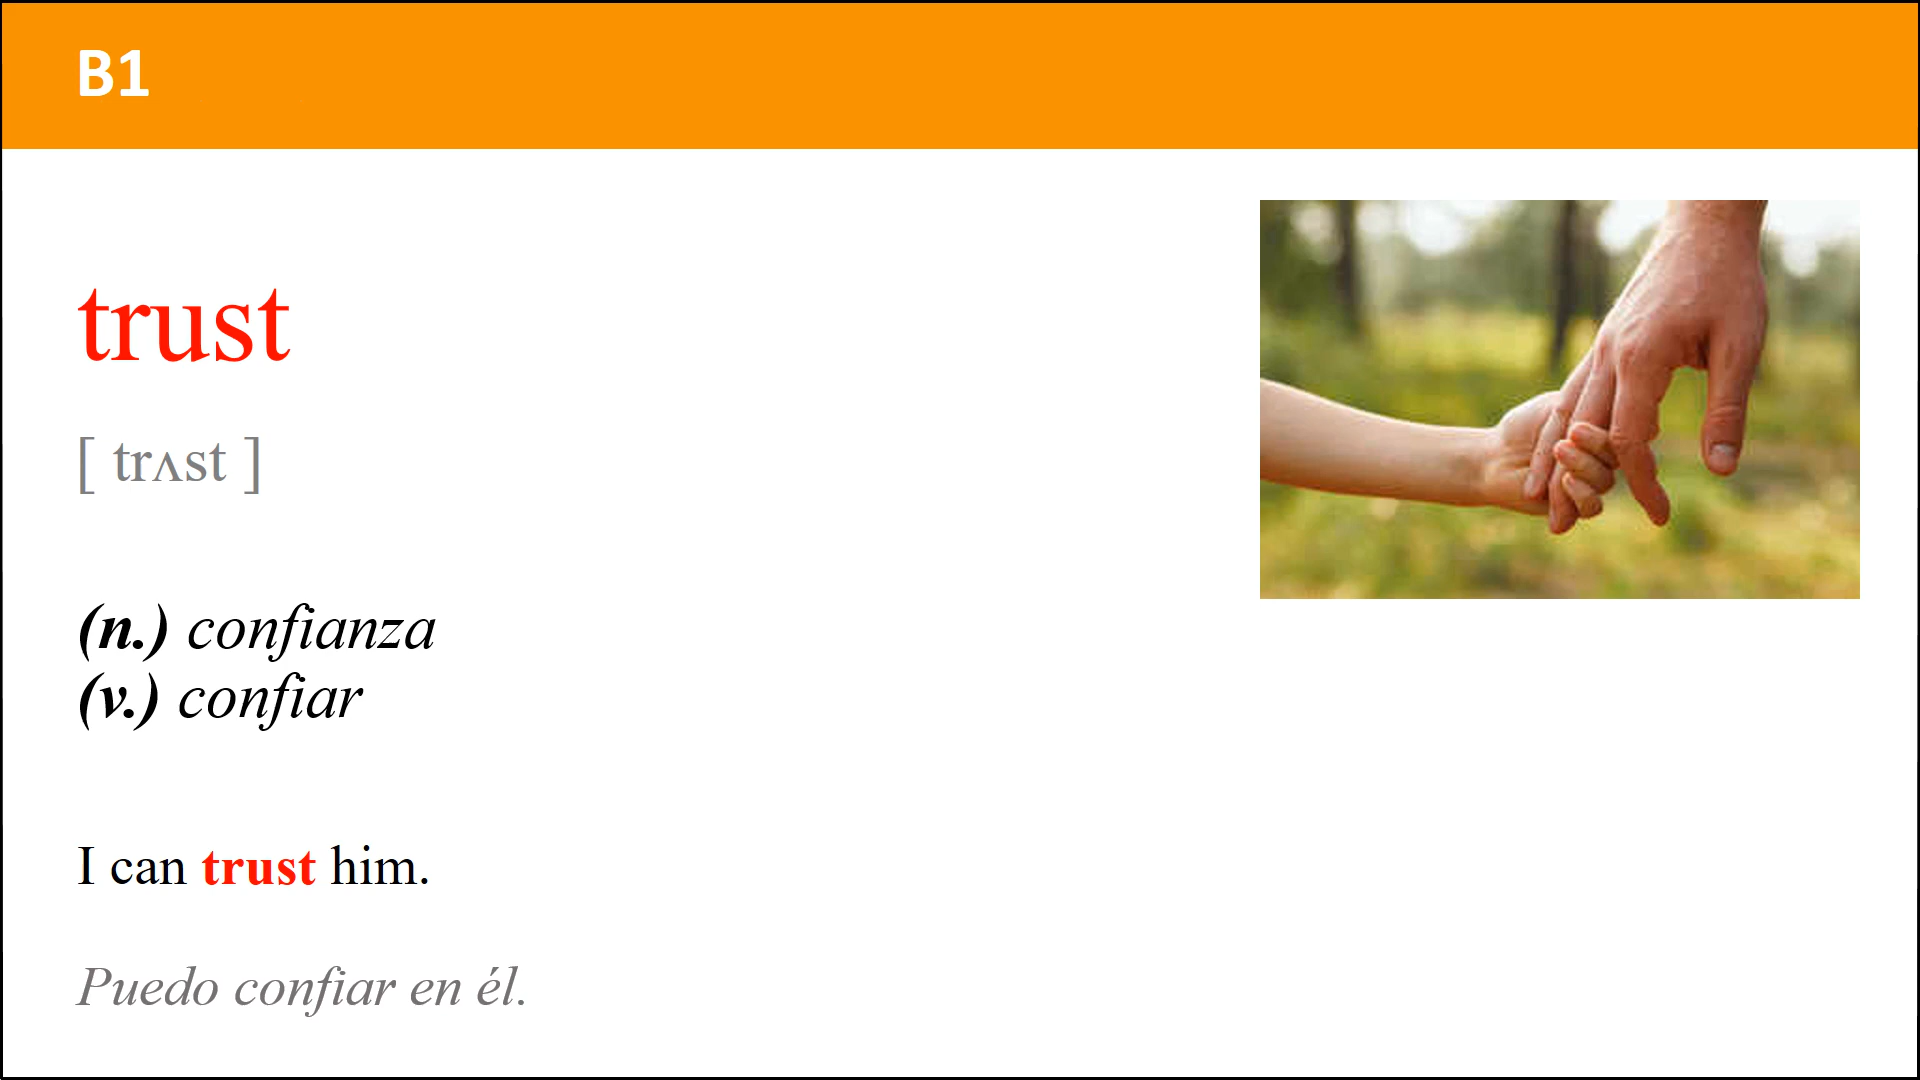 B1
trust
[ trʌst ]
(n.) confianza
(v.) confiar
I can trust him.
Puedo confiar en él.